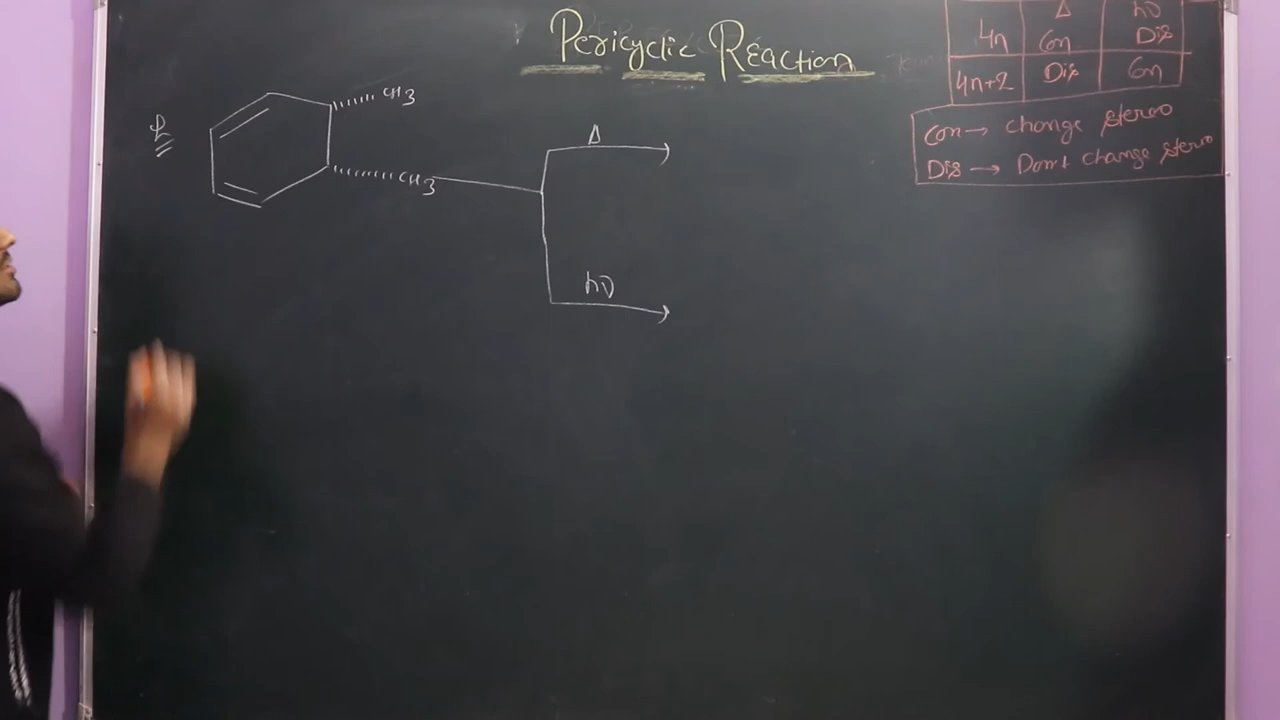 Pericyclic Reaction
Δ hν
4n Con Dis
4n+2 Dis Con
Con → change stereo
Dis → Don't change stereo
CH3
CH3
Δ
hν